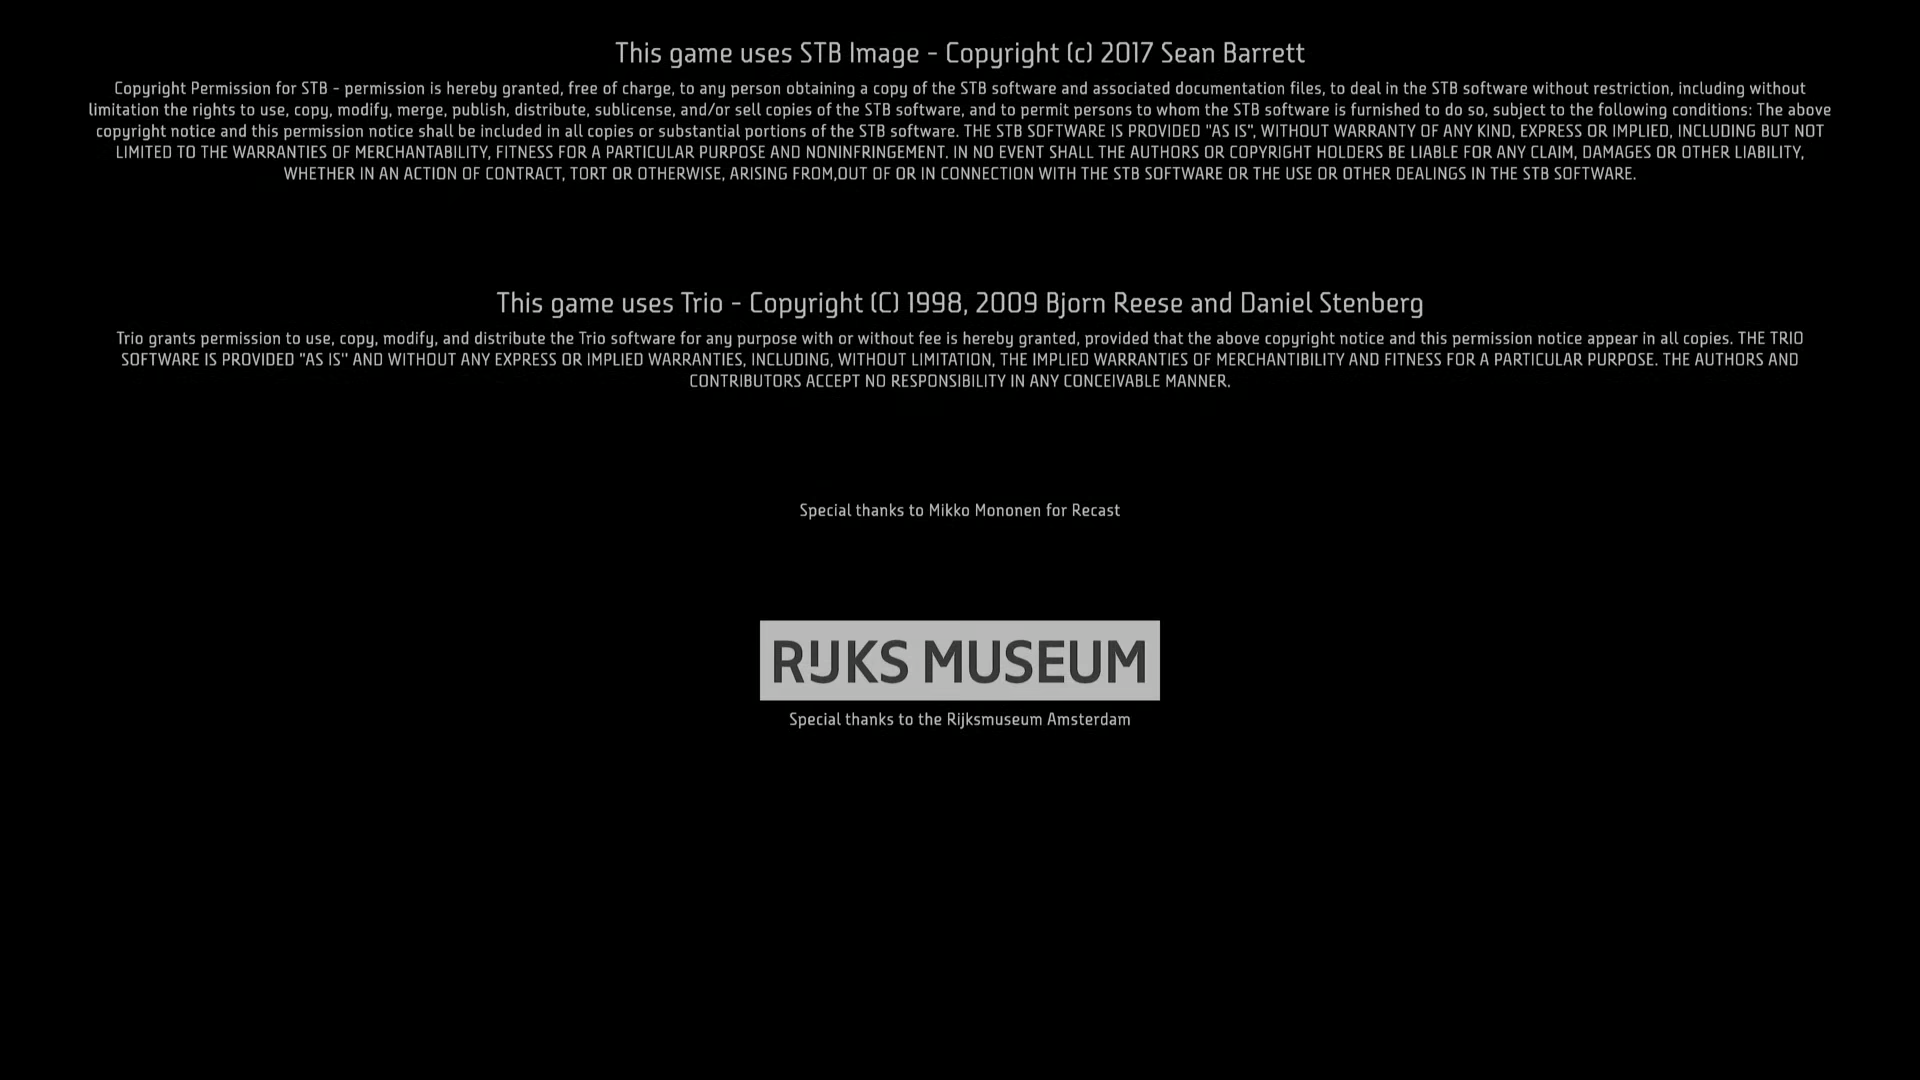 This game uses STB Image - Copyright (c) 2017 Sean Barrett
Copyright Permission for STB - permission is hereby granted, free of charge, to any person obtaining a copy of the STB software and associated documentation files, to deal in the STB software without restriction, including without
limitation the rights to use, copy, modify, merge, publish, distribute, sublicense, and/or sell copies of the STB software, and to permit persons to whom the STB software is furnished to do so, subject to the following conditions: The above
copyright notice and this permission notice shall be included in all copies or substantial portions of the STB software. THE STB SOFTWARE IS PROVIDED "AS IS", WITHOUT WARRANTY OF ANY KIND, EXPRESS OR IMPLIED, INCLUDING BUT NOT
LIMITED TO THE WARRANTIES OF MERCHANTABILITY, FITNESS FOR A PARTICULAR PURPOSE AND NONINFRINGEMENT. IN NO EVENT SHALL THE AUTHORS OR COPYRIGHT HOLDERS BE LIABLE FOR ANY CLAIM, DAMAGES OR OTHER LIABILITY,
WHETHER IN AN ACTION OF CONTRACT, TORT OR OTHERWISE, ARISING FROM,OUT OF OR IN CONNECTION WITH THE STB SOFTWARE OR THE USE OR OTHER DEALINGS IN THE STB SOFTWARE.
This game uses Trio - Copyright (C) 1998, 2009 Bjorn Reese and Daniel Stenberg
Trio grants permission to use, copy, modify, and distribute the Trio software for any purpose with or without fee is hereby granted, provided that the above copyright notice and this permission notice appear in all copies. THE TRIO
SOFTWARE IS PROVIDED "AS IS'' AND WITHOUT ANY EXPRESS OR IMPLIED WARRANTIES, INCLUDING, WITHOUT LIMITATION, THE IMPLIED WARRANTIES OF MERCHANTIBILITY AND FITNESS FOR A PARTICULAR PURPOSE. THE AUTHORS AND
CONTRIBUTORS ACCEPT NO RESPONSIBILITY IN ANY CONCEIVABLE MANNER.
Special thanks to Mikko Mononen for Recast
RIJKS MUSEUM
Special thanks to the Rijksmuseum Amsterdam